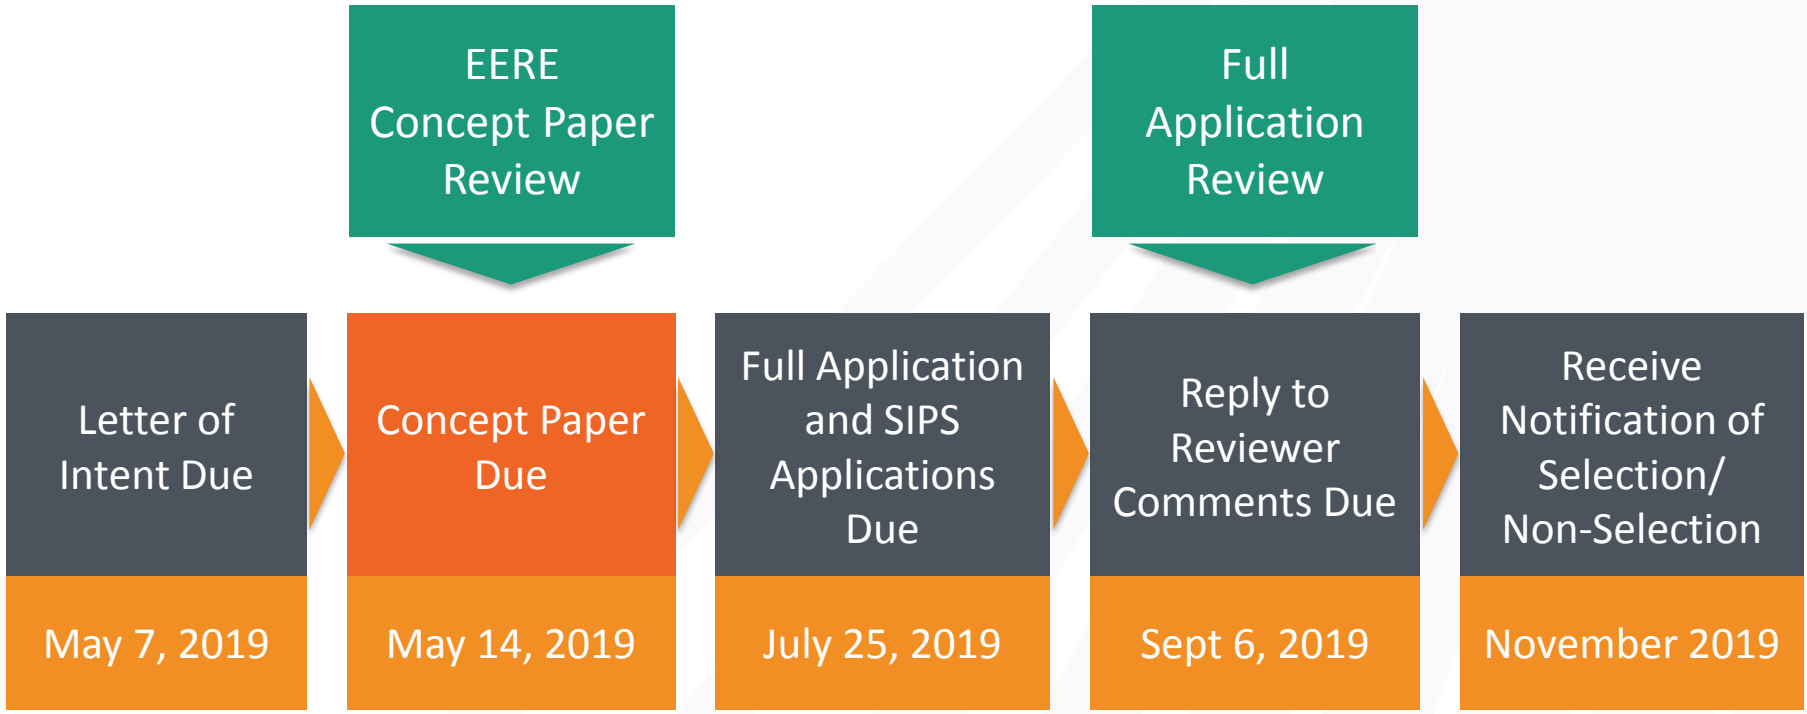 EERE
Concept Paper
Review
Full
Application
Review
Letter of
Intent Due
May 7, 2019
Concept Paper
Due
May 14, 2019
Full Application
and SIPS
Applications
Due
July 25, 2019
Reply to
Reviewer
Comments Due
Sept 6, 2019
Receive
Notification of
Selection/
Non-Selection
November 2019